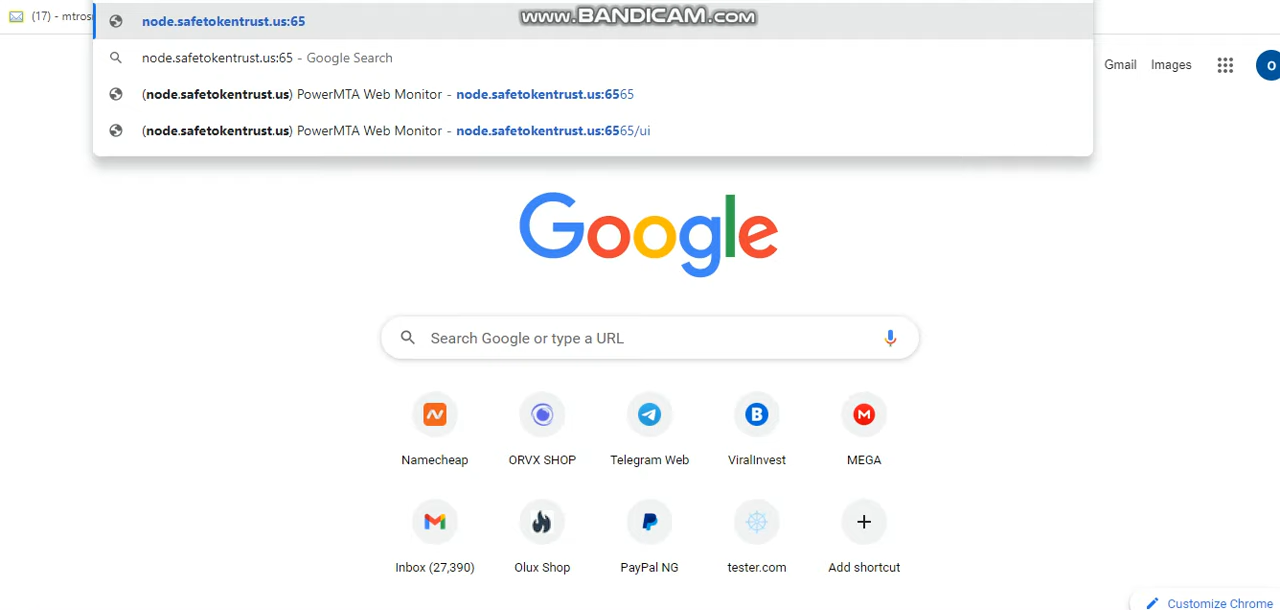 (17) - mtros
node.safetokentrust.us:65
www.BANDICAM.com
node.safetokentrust.us:65 - Google Search
(node.safetokentrust.us) PowerMTA Web Monitor - node.safetokentrust.us:6565
(node.safetokentrust.us) PowerMTA Web Monitor - node.safetokentrust.us:6565/ui
Gmail Images
O
Google
Search Google or type a URL
Namecheap
ORVX SHOP
Telegram Web
ViralInvest
MEGA
Inbox (27,390)
Olux Shop
PayPal NG
tester.com
Add shortcut
Customize Chrome